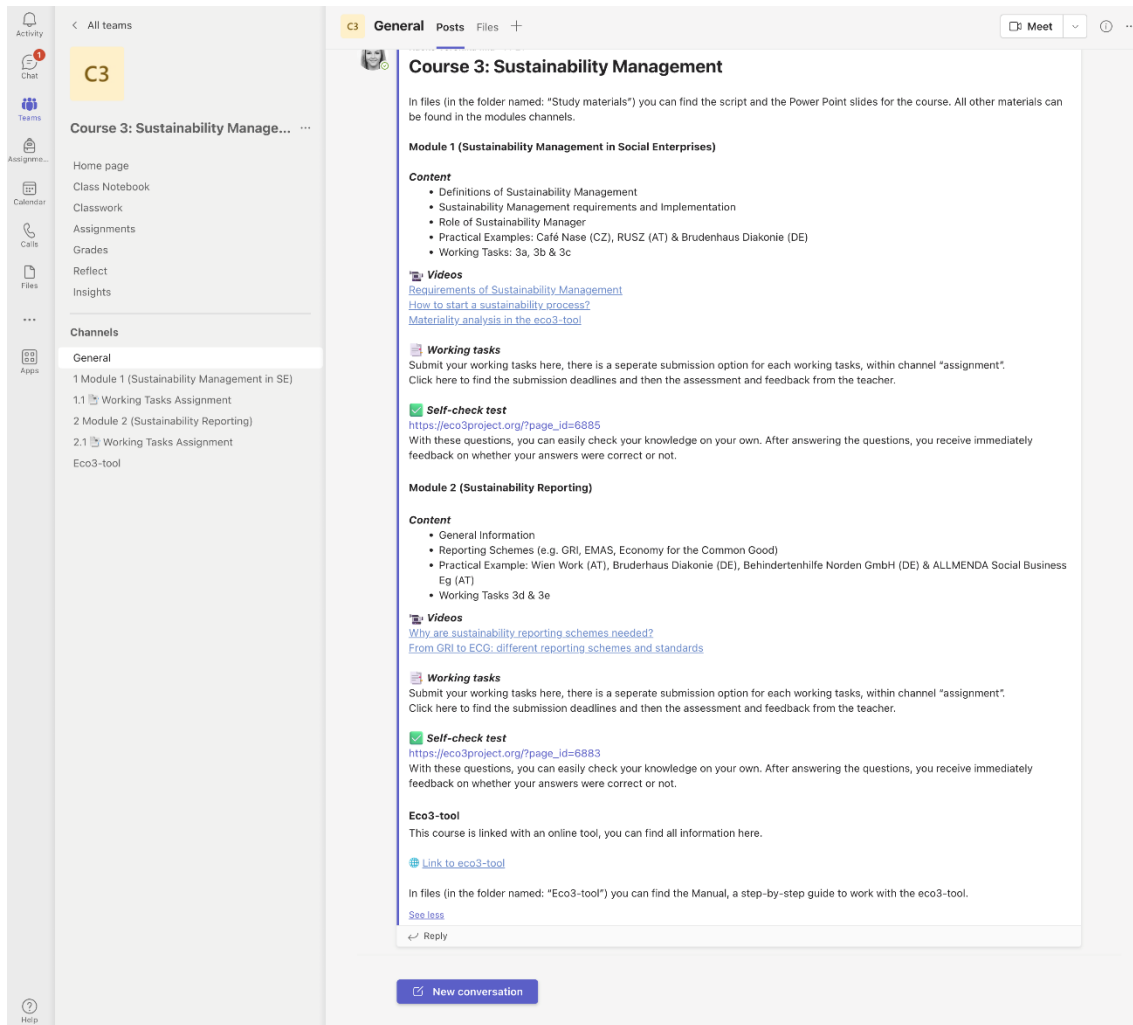 Activity
Chat
1
Teams
Assignme...
Calendar
Calls
Files
...
Apps
Help
< All teams
C3
Course 3: Sustainability Manage... ...
Home page
Class Notebook
Classwork
Assignments
Grades
Reflect
Insights
Channels
General
1 Module 1 (Sustainability Management in SE)
1.1 Working Tasks Assignment
2 Module 2 (Sustainability Reporting)
2.1 Working Tasks Assignment
Eco3-tool
C3 General Posts Files +
Meet
Course 3: Sustainability Management
In files (in the folder named: “Study materials”) you can find the script and the Power Point slides for the course. All other materials can
be found in the modules channels.
Module 1 (Sustainability Management in Social Enterprises)
Content
• Definitions of Sustainability Management
• Sustainability Management requirements and Implementation
• Role of Sustainability Manager
• Practical Examples: Café Nase (CZ), RUSZ (AT) & Brudenhaus Diakonie (DE)
• Working Tasks: 3a, 3b & 3c
Videos
Requirements of Sustainability Management
How to start a sustainability process?
Materiality analysis in the eco3-tool
Working tasks
Submit your working tasks here, there is a seperate submission option for each working tasks, within channel “assignment”.
Click here to find the submission deadlines and then the assessment and feedback from the teacher.
Self-check test
https://eco3project.org/?page_id=6885
With these questions, you can easily check your knowledge on your own. After answering the questions, you receive immediately
feedback on whether your answers were correct or not.
Module 2 (Sustainability Reporting)
Content
• General Information
• Reporting Schemes (e.g. GRI, EMAS, Economy for the Common Good)
• Practical Example: Wien Work (AT), Bruderhaus Diakonie (DE), Behindertenhilfe Norden GmbH (DE) & ALLMENDA Social Business
Eg (AT)
• Working Tasks 3d & 3e
Videos
Why are sustainability reporting schemes needed?
From GRI to ECG: different reporting schemes and standards
Working tasks
Submit your working tasks here, there is a seperate submission option for each working tasks, within channel “assignment”.
Click here to find the submission deadlines and then the assessment and feedback from the teacher.
Self-check test
https://eco3project.org/?page_id=6883
With these questions, you can easily check your knowledge on your own. After answering the questions, you receive immediately
feedback on whether your answers were correct or not.
Eco3-tool
This course is linked with an online tool, you can find all information here.
Link to eco3-tool
In files (in the folder named: “Eco3-tool”) you can find the Manual, a step-by-step guide to work with the eco3-tool.
See less
Reply
New conversation